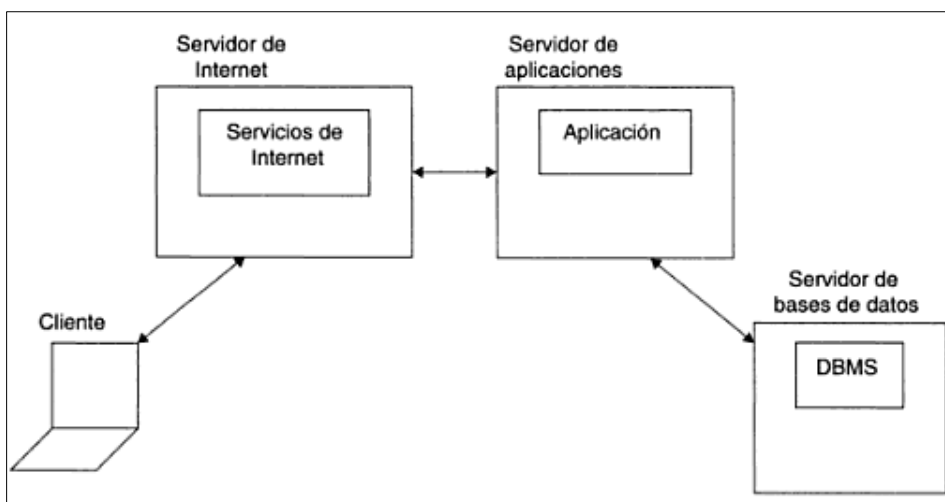 Servidor de
Internet
Servicios de
Internet
Servidor de
aplicaciones
Aplicación
Servidor de
bases de datos
DBMS
Cliente